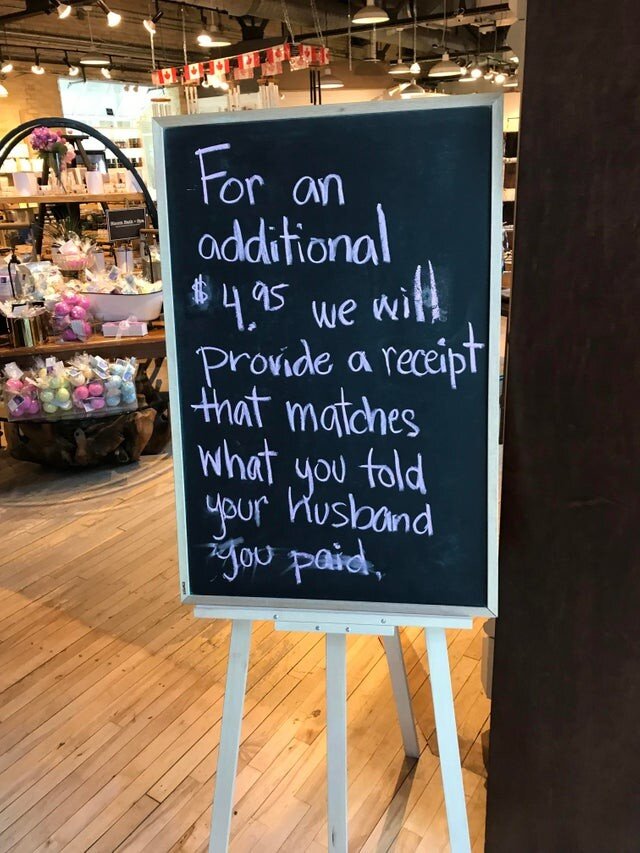 For an
additional
$4.95 we will
provide a receipt
that matches
what you told
your husband
you paid.